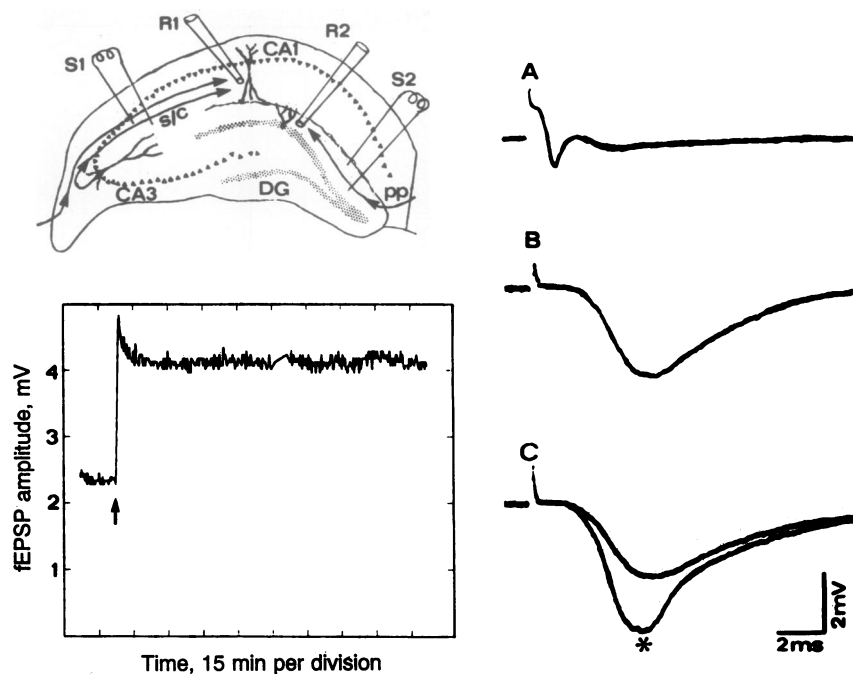 R1
R2
CA1
S1
S2
s/c
CA3
DG
pp
A
B
C
*
2mV
2ms
fEPSP amplitude, mV
4
3
2
1
Time, 15 min per division